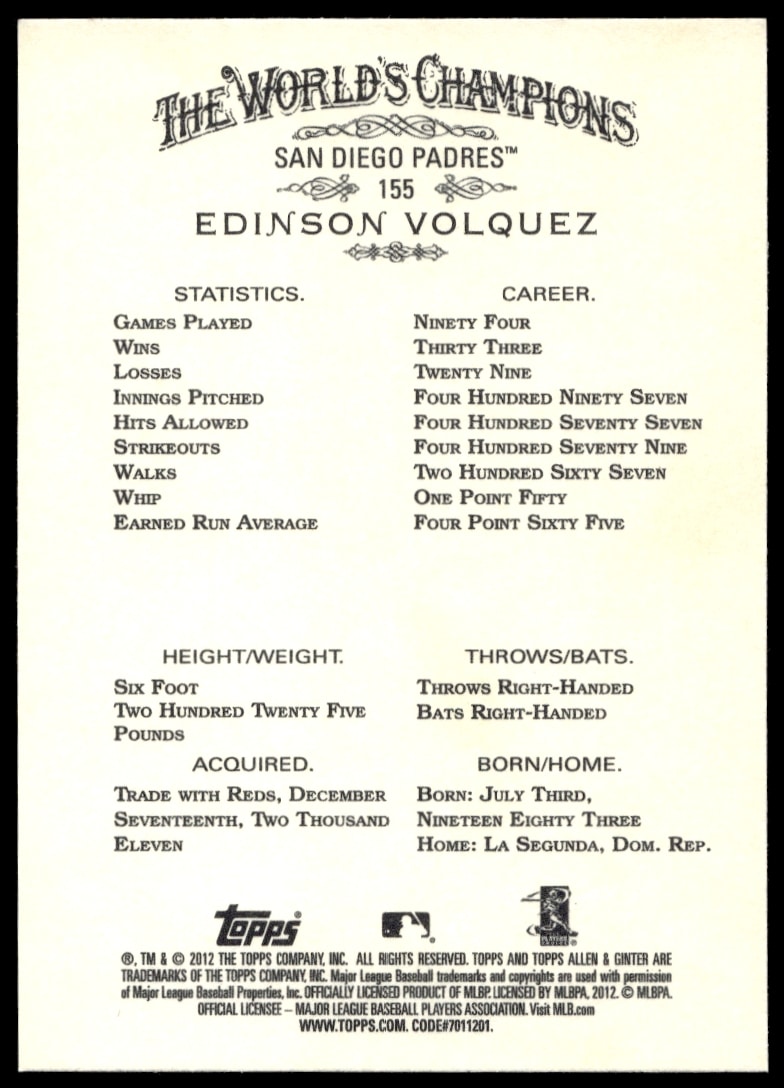 THE WORLD'S CHAMPIONS
SAN DIEGO PADRES™
155
EDINSON VOLQUEZ
STATISTICS. CAREER.
GAMES PLAYED NINETY FOUR
WINS THIRTY THREE
LOSSES TWENTY NINE
INNINGS PITCHED FOUR HUNDRED NINETY SEVEN
HITS ALLOWED FOUR HUNDRED SEVENTY SEVEN
STRIKEOUTS FOUR HUNDRED SEVENTY NINE
WALKS TWO HUNDRED SIXTY SEVEN
WHIP ONE POINT FIFTY
EARNED RUN AVERAGE FOUR POINT SIXTY FIVE
HEIGHT/WEIGHT.
SIX FOOT
TWO HUNDRED TWENTY FIVE
POUNDS
THROWS/BATS.
THROWS RIGHT-HANDED
BATS RIGHT-HANDED
ACQUIRED.
TRADE WITH REDS, DECEMBER
SEVENTEENTH, TWO THOUSAND
ELEVEN
BORN/HOME.
BORN: JULY THIRD,
NINETEEN EIGHTY THREE
HOME: LA SEGUNDA, DOM. REP.
Topps®
®, TM & © 2012 THE TOPPS COMPANY, INC. ALL RIGHTS RESERVED. TOPPS AND TOPPS ALLEN & GINTER ARE
TRADEMARKS OF THE TOPPS COMPANY, INC. Major League Baseball trademarks and copyrights are used with permission
of Major League Baseball Properties, Inc. OFFICIALLY LICENSED PRODUCT OF MLBP. LICENSED BY MLBPA, 2012. © MLBPA.
OFFICIAL LICENSEE – MAJOR LEAGUE BASEBALL PLAYERS ASSOCIATION. Visit MLB.com
WWW.TOPPS.COM. CODE#7011201.